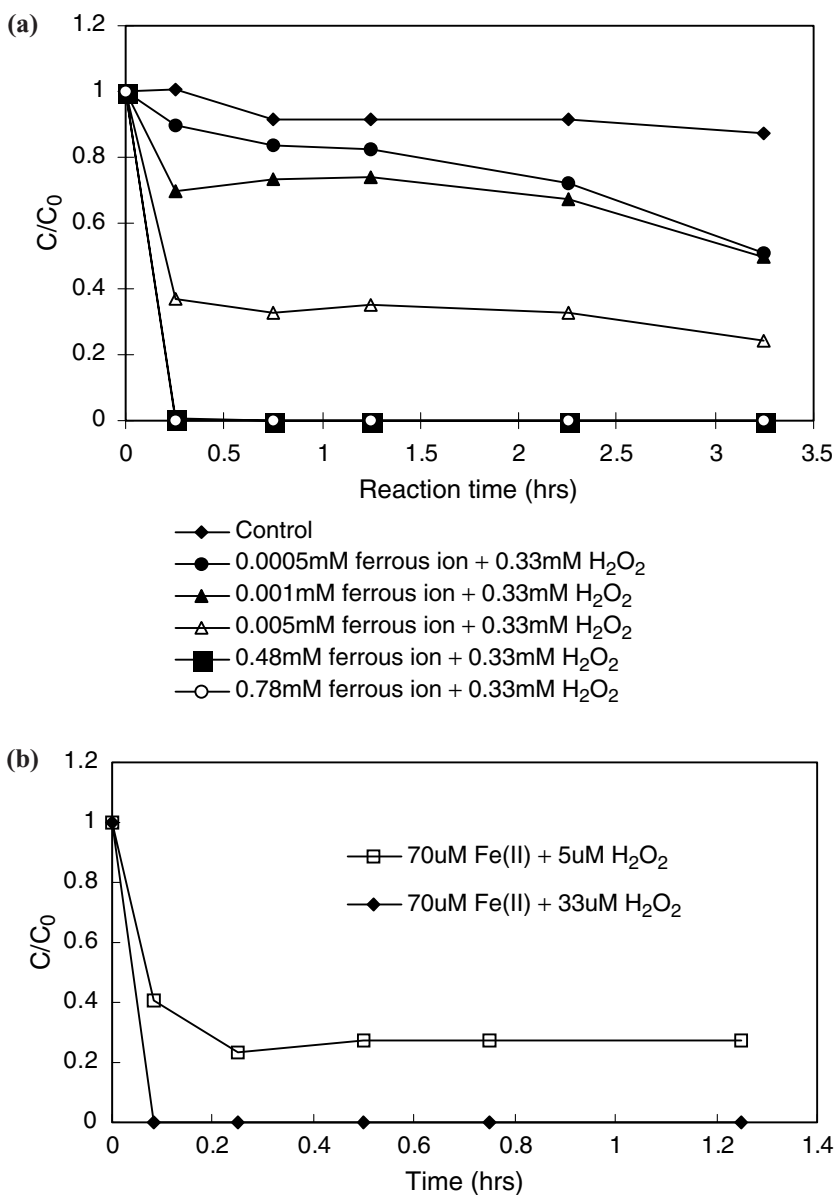 (a)
1.2
1
0.8
0.6
0.4
0.2
0
C/C₀
0 0.5 1 1.5 2 2.5 3 3.5
Reaction time (hrs)
Control
0.0005mM ferrous ion + 0.33mM H₂O₂
0.001mM ferrous ion + 0.33mM H₂O₂
0.005mM ferrous ion + 0.33mM H₂O₂
0.48mM ferrous ion + 0.33mM H₂O₂
0.78mM ferrous ion + 0.33mM H₂O₂
(b)
1.2
1
0.8
0.6
0.4
0.2
0
C/C₀
70uM Fe(II) + 5uM H₂O₂
70uM Fe(II) + 33uM H₂O₂
0 0.2 0.4 0.6 0.8 1 1.2 1.4
Time (hrs)